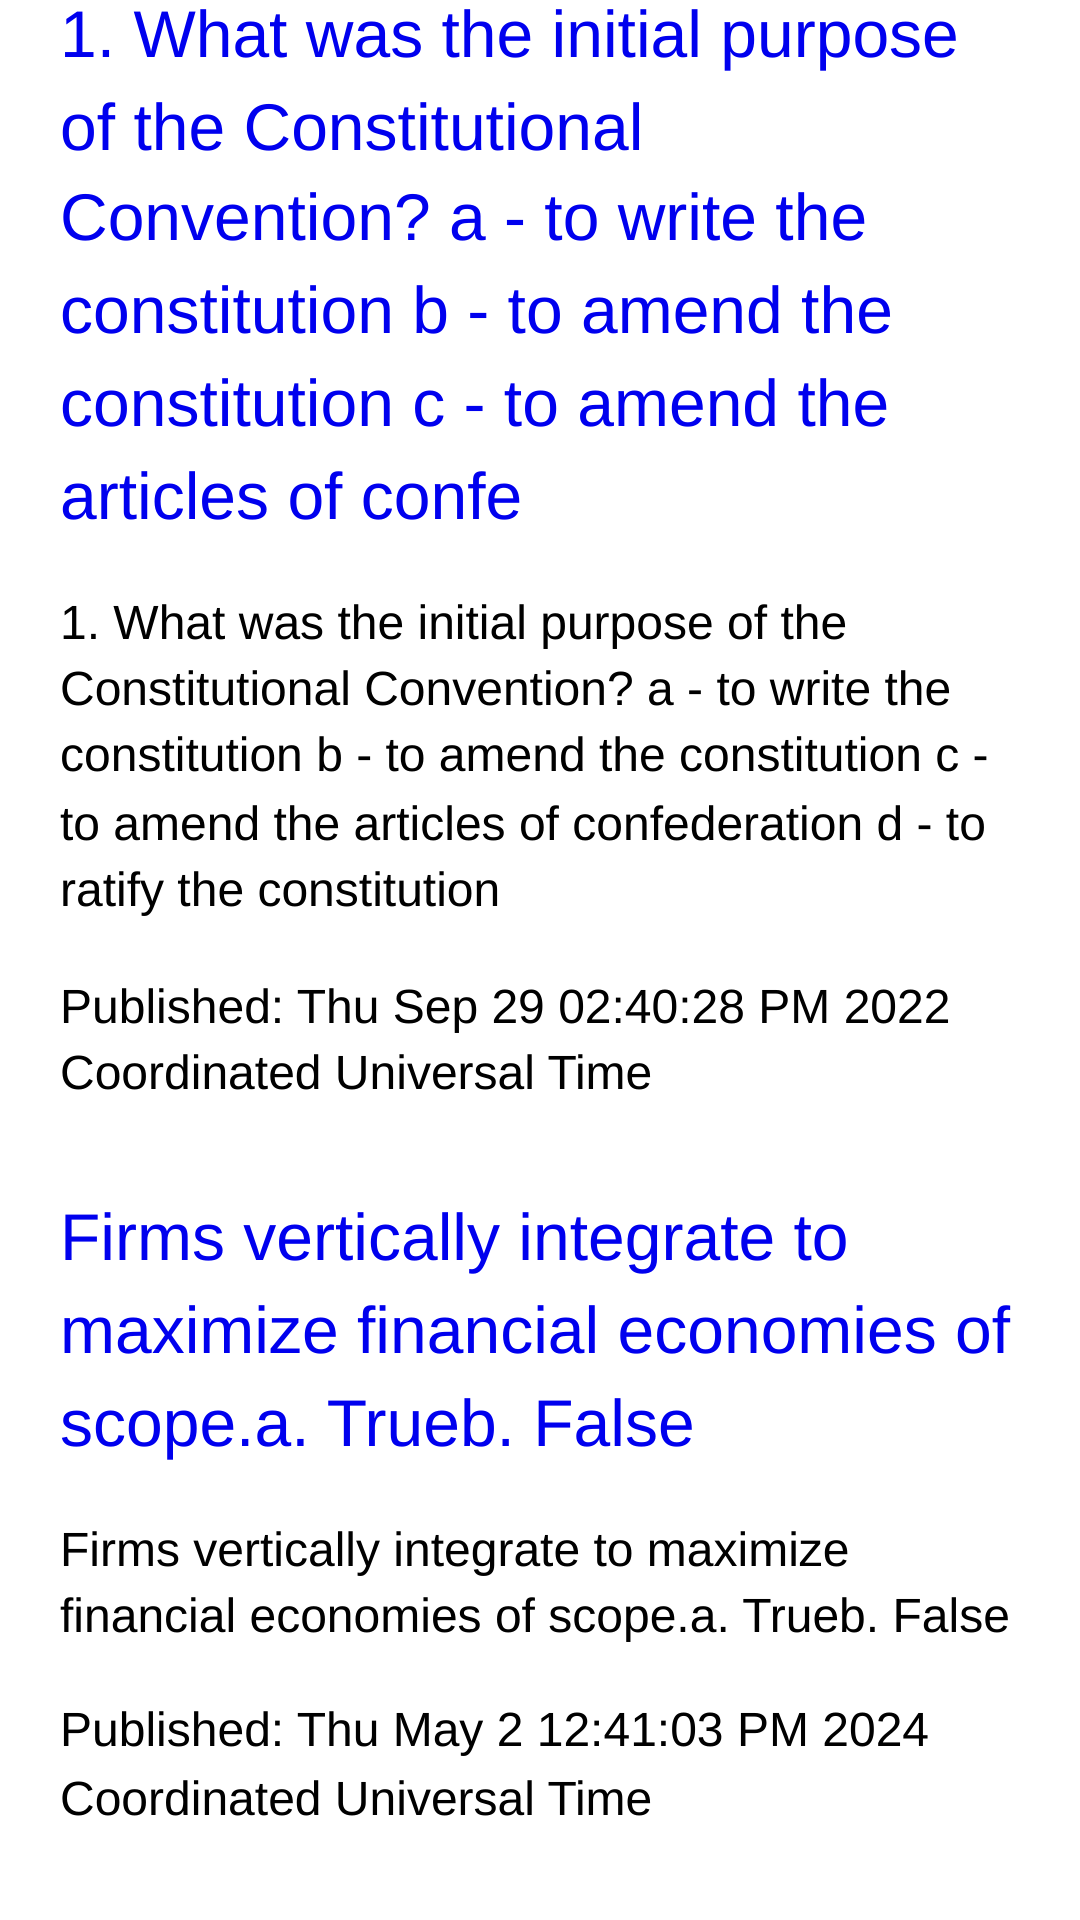 1. What was the initial purpose
of the Constitutional
Convention? a - to write the
constitution b - to amend the
constitution c - to amend the
articles of confe
1. What was the initial purpose of the
Constitutional Convention? a - to write the
constitution b - to amend the constitution c -
to amend the articles of confederation d - to
ratify the constitution
Published: Thu Sep 29 02:40:28 PM 2022
Coordinated Universal Time
Firms vertically integrate to
maximize financial economies of
scope.a. Trueb. False
Firms vertically integrate to maximize
financial economies of scope.a. Trueb. False
Published: Thu May 2 12:41:03 PM 2024
Coordinated Universal Time